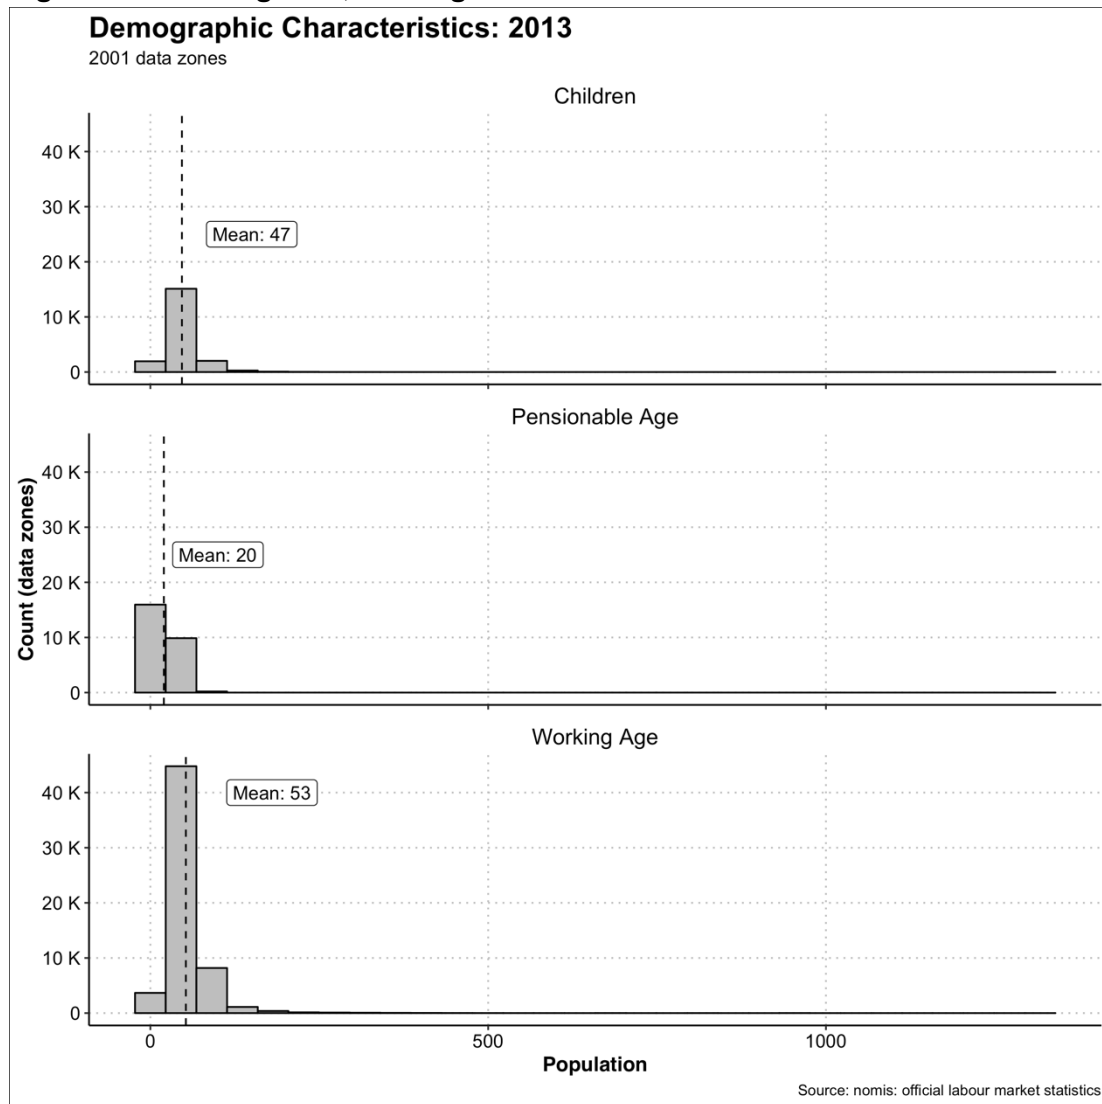 Demographic Characteristics: 2013
2001 data zones
Children
40 K
30 K
20 K
10 K
0
Mean: 47
Pensionable Age
40 K
30 K
20 K
10 K
0
Mean: 20
Count (data zones)
Working Age
40 K
30 K
20 K
10 K
0
Mean: 53
0 500 1000
Population
Source: nomis: official labour market statistics